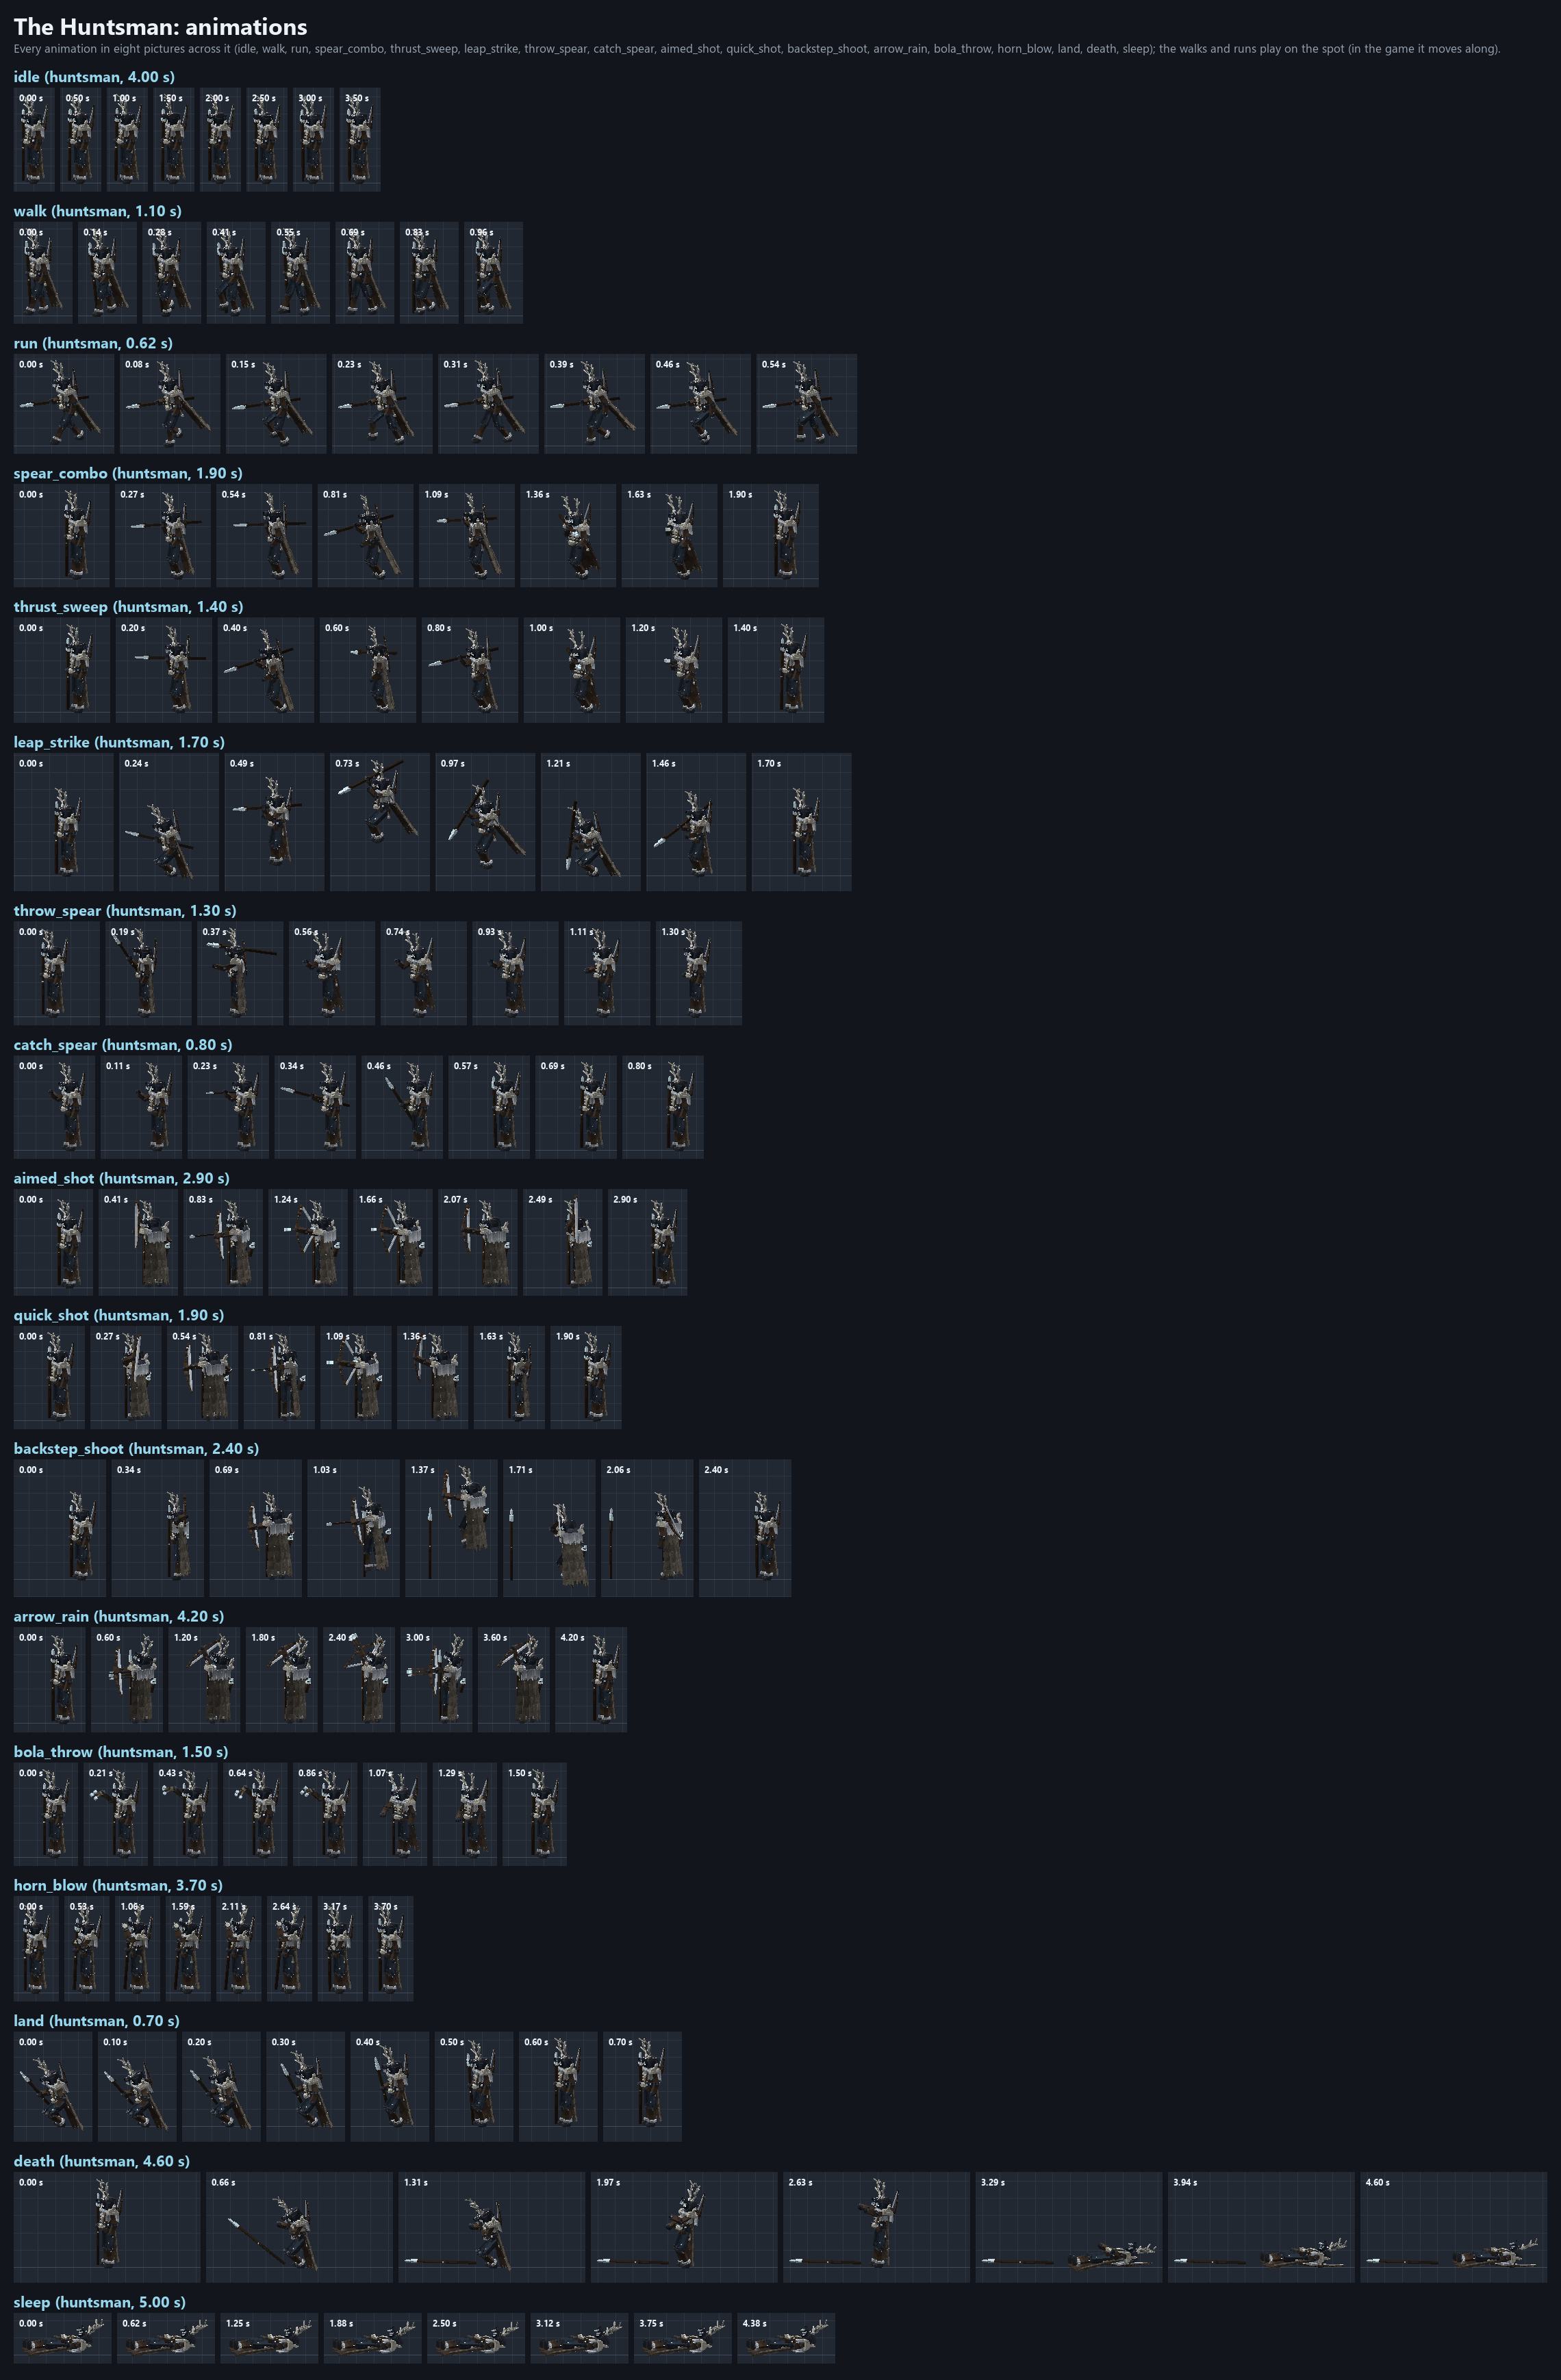 The Huntsman: animations
Every animation in eight pictures across it (idle, walk, run, spear_combo, thrust_sweep, leap_strike, throw_spear, catch_spear, aimed_shot, quick_shot, backstep_shoot, arrow_rain, bola_throw, horn_blow, land, death, sleep); the walks and runs play on the spot (in the game it moves along).
idle (huntsman, 4.00 s)
0.00 s 0.50 s 1.00 s 1.50 s 2.00 s 2.50 s 3.00 s 3.50 s
walk (huntsman, 1.10 s)
0.00 s 0.14 s 0.28 s 0.41 s 0.55 s 0.69 s 0.83 s 0.96 s
run (huntsman, 0.62 s)
0.00 s 0.08 s 0.15 s 0.23 s 0.31 s 0.39 s 0.46 s 0.54 s
spear_combo (huntsman, 1.90 s)
0.00 s 0.27 s 0.54 s 0.81 s 1.09 s 1.36 s 1.63 s 1.90 s
thrust_sweep (huntsman, 1.40 s)
0.00 s 0.20 s 0.40 s 0.60 s 0.80 s 1.00 s 1.20 s 1.40 s
leap_strike (huntsman, 1.70 s)
0.00 s 0.24 s 0.49 s 0.73 s 0.97 s 1.21 s 1.46 s 1.70 s
throw_spear (huntsman, 1.30 s)
0.00 s 0.19 s 0.37 s 0.56 s 0.74 s 0.93 s 1.11 s 1.30 s
catch_spear (huntsman, 0.80 s)
0.00 s 0.11 s 0.23 s 0.34 s 0.46 s 0.57 s 0.69 s 0.80 s
aimed_shot (huntsman, 2.90 s)
0.00 s 0.41 s 0.83 s 1.24 s 1.66 s 2.07 s 2.49 s 2.90 s
quick_shot (huntsman, 1.90 s)
0.00 s 0.27 s 0.54 s 0.81 s 1.09 s 1.36 s 1.63 s 1.90 s
backstep_shoot (huntsman, 2.40 s)
0.00 s 0.34 s 0.69 s 1.03 s 1.37 s 1.71 s 2.06 s 2.40 s
arrow_rain (huntsman, 4.20 s)
0.00 s 0.60 s 1.20 s 1.80 s 2.40 s 3.00 s 3.60 s 4.20 s
bola_throw (huntsman, 1.50 s)
0.00 s 0.21 s 0.43 s 0.64 s 0.86 s 1.07 s 1.29 s 1.50 s
horn_blow (huntsman, 3.70 s)
0.00 s 0.53 s 1.06 s 1.59 s 2.11 s 2.64 s 3.17 s 3.70 s
land (huntsman, 0.70 s)
0.00 s 0.10 s 0.20 s 0.30 s 0.40 s 0.50 s 0.60 s 0.70 s
death (huntsman, 4.60 s)
0.00 s 0.66 s 1.31 s 1.97 s 2.63 s 3.29 s 3.94 s 4.60 s
sleep (huntsman, 5.00 s)
0.00 s 0.62 s 1.25 s 1.88 s 2.50 s 3.12 s 3.75 s 4.38 s